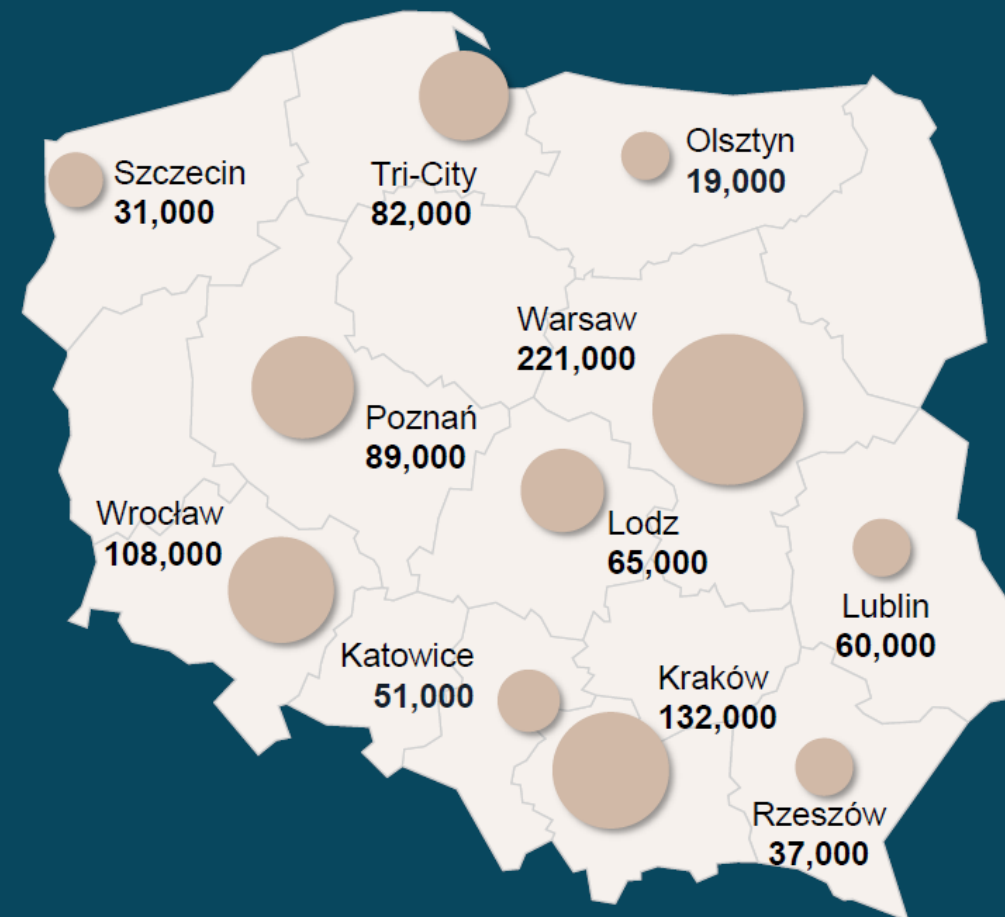 Olsztyn
19,000
Szczecin
31,000
Tri-City
82,000
Warsaw
221,000
Poznań
89,000
Wrocław
108,000
Lodz
65,000
Lublin
60,000
Katowice
51,000
Kraków
132,000
Rzeszów
37,000